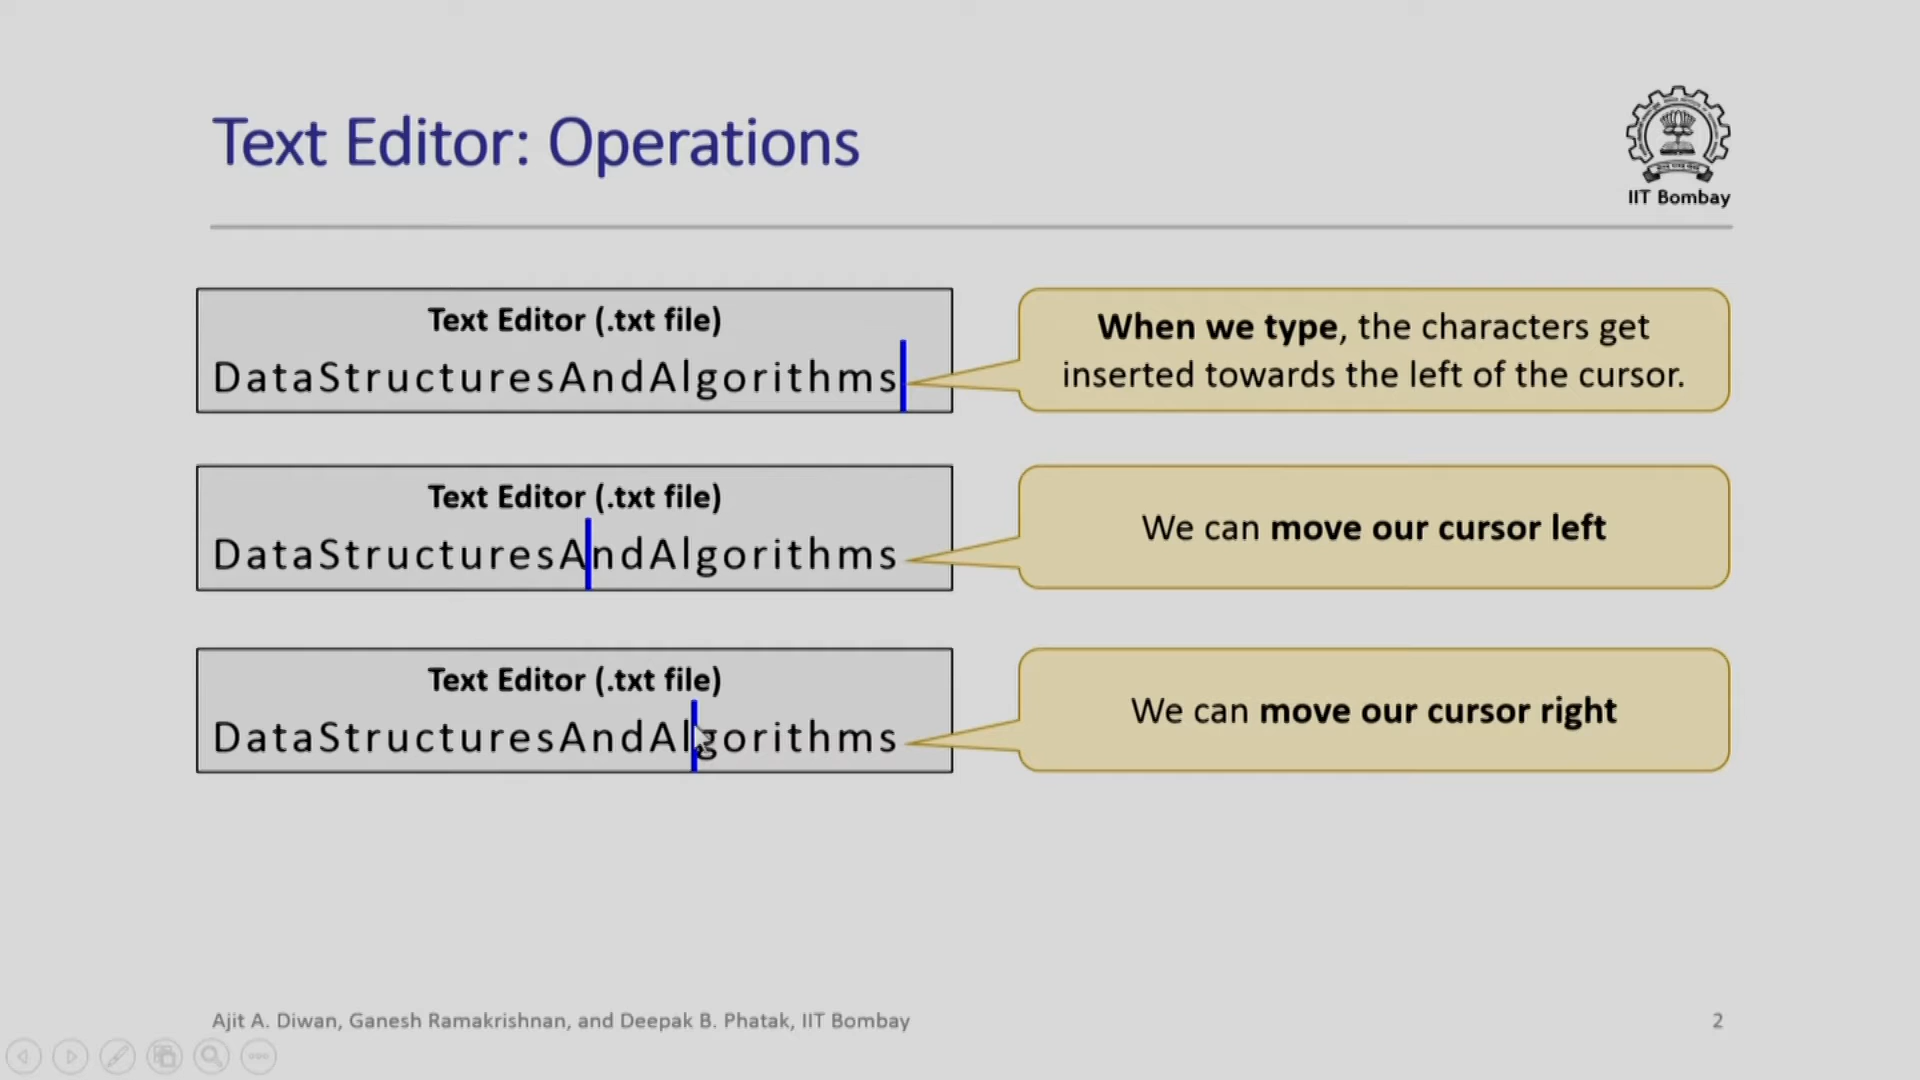 Text Editor: Operations
IIT Bombay
Text Editor (.txt file)
DataStructuresAndAlgorithms
When we type, the characters get
inserted towards the left of the cursor.
Text Editor (.txt file)
DataStructuresAndAlgorithms
We can move our cursor left
Text Editor (.txt file)
DataStructuresAndAlgorithms
We can move our cursor right
Ajit A. Diwan, Ganesh Ramakrishnan, and Deepak B. Phatak, IIT Bombay
2